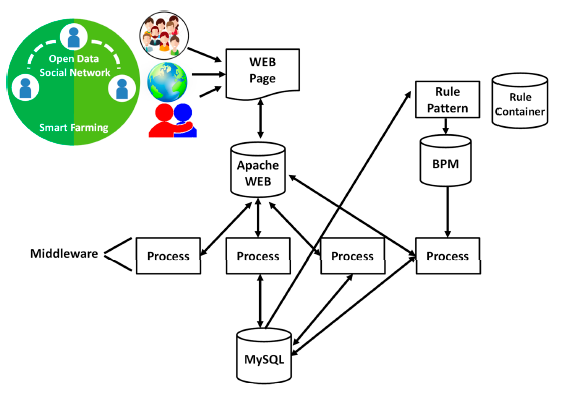 Open Data
Social Network
Smart Farming
WEB
Page
Rule
Pattern
Rule
Container
Apache
WEB
BPM
Middleware
Process
Process
Process
Process
MySQL